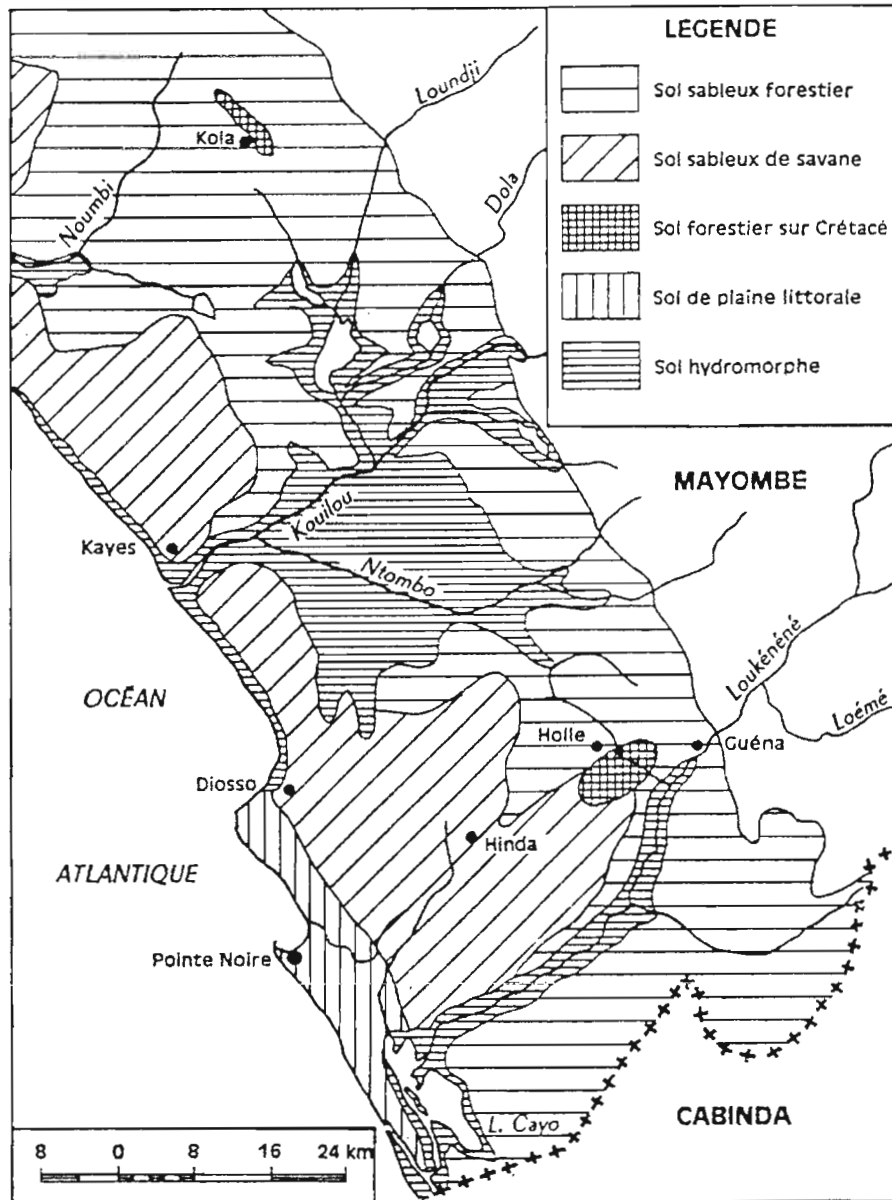 LEGENDE
Sol sableux forestier
Sol sableux de savane
Sol forestier sur Crétacé
Sol de plaine littorale
Sol hydromorphe
Loundji
Kola
Dola
Noumbi
MAYOMBE
Kouilou
Kayes
Ntombo
Loukénéné
OCÉAN
Loémé
Holle
Guéna
Diosso
Hinda
ATLANTIQUE
Pointe Noire
CABINDA
L. Cayo
8 0 8 16 24 km